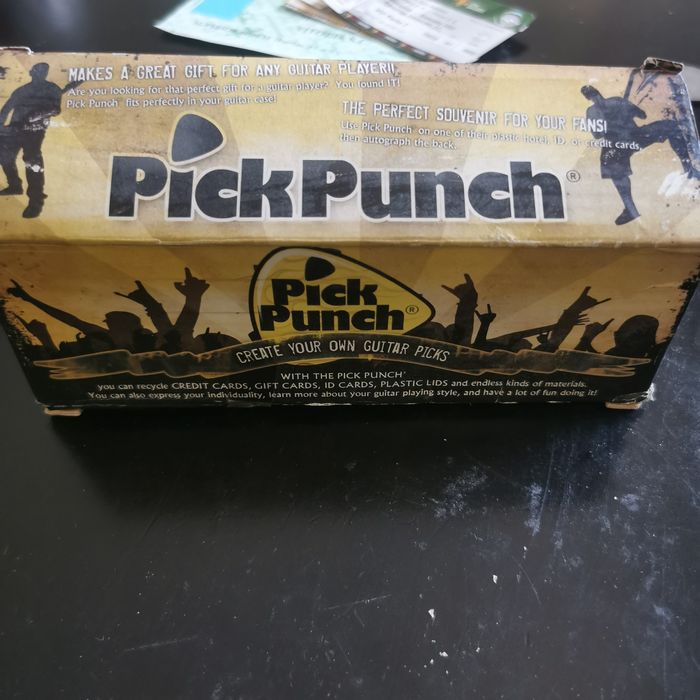 MAKES A GREAT GIFT FOR ANY GUITAR PLAYER!!
Are you looking for that perfect gift for a guitar player? You found IT!
Pick Punch fits perfectly in your guitar case!
THE PERFECT SOUVENIR FOR YOUR FANS!
Use Pick Punch on one of their plastic hotel, ID, or credit cards,
then autograph the back.
PickPunch®
Pick
Punch®
CREATE YOUR OWN GUITAR PICKS
WITH THE PICK PUNCH®
you can recycle CREDIT CARDS, GIFT CARDS, ID CARDS, PLASTIC LIDS and endless kinds of materials.
You can also express your individuality, learn more about your guitar playing style, and have a lot of fun doing it!